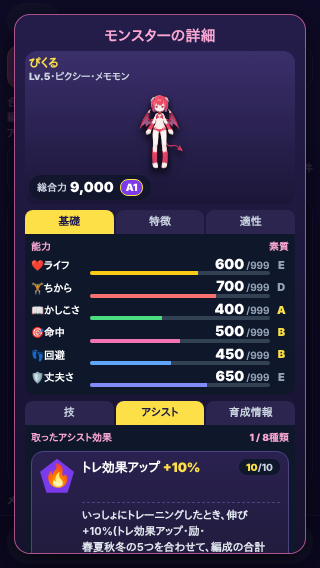 モンスターの詳細
ぴくる
Lv.5・ピクシー・メモモン
総合力 9,000 A1
基礎 特徴 適性
能力 素質
ライフ 600 /999 E
ちから 700 /999 D
かしこさ 400 /999 A
命中 500 /999 B
回避 450 /999 B
丈夫さ 650 /999 E
技 アシスト 育成情報
取ったアシスト効果 1 / 8種類
トレ効果アップ +10% 10/10
いっしょにトレーニングしたとき、伸び
+10%(トレ効果アップ・励・
春夏秋冬の5つを合わせて、編成の合計